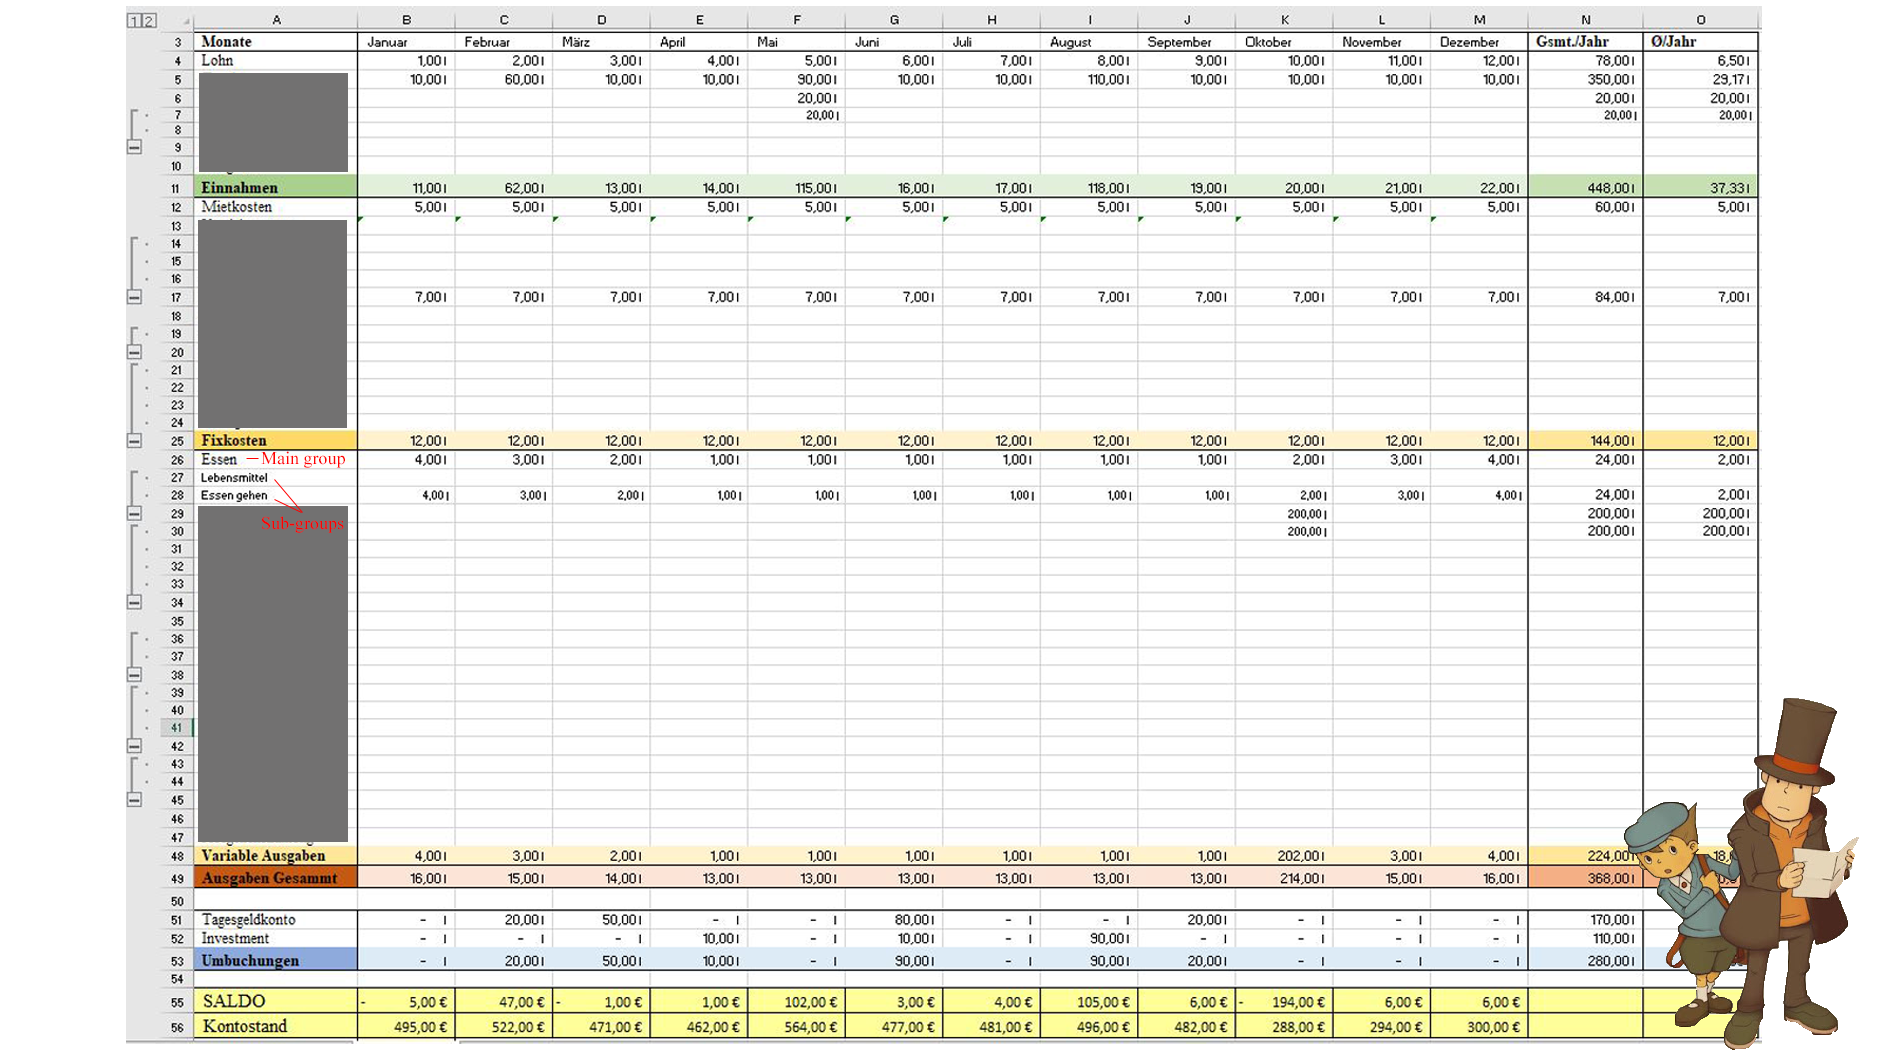 1 2 A B C D E F G H I J K L M N O
3 Monate Januar Februar März April Mai Juni Juli August September Oktober November Dezember Gsmt./Jahr Ø/Jahr
4 Lohn 1,00 2,00 3,00 4,00 5,00 6,00 7,00 8,00 9,00 10,00 11,00 12,00 78,00 6,50
5 10,00 60,00 10,00 10,00 90,00 10,00 10,00 110,00 10,00 10,00 10,00 10,00 350,00 29,17
6 20,00 20,00 20,00
7 20,00 20,00 20,00
8
9
10
11 Einnahmen 11,00 62,00 13,00 14,00 115,00 16,00 17,00 118,00 19,00 20,00 21,00 22,00 448,00 37,33
12 Mietkosten 5,00 5,00 5,00 5,00 5,00 5,00 5,00 5,00 5,00 5,00 5,00 5,00 60,00 5,00
13
14
15
16
17 7,00 7,00 7,00 7,00 7,00 7,00 7,00 7,00 7,00 7,00 7,00 7,00 84,00 7,00
18
19
20
21
22
23
24
25 Fixkosten 12,00 12,00 12,00 12,00 12,00 12,00 12,00 12,00 12,00 12,00 12,00 12,00 144,00 12,00
26 Essen Main group 4,00 3,00 2,00 1,00 1,00 1,00 1,00 1,00 1,00 2,00 3,00 4,00 24,00 2,00
27 Lebensmittel
28 Essen gehen 4,00 3,00 2,00 1,00 1,00 1,00 1,00 1,00 1,00 2,00 3,00 4,00 24,00 2,00
29 200,00 200,00 200,00
Sub-groups
30 200,00 200,00 200,00
31
32
33
34
35
36
37
38
39
40
41
42
43
44
45
46
47
48 Variable Ausgaben 4,00 3,00 2,00 1,00 1,00 1,00 1,00 1,00 1,00 202,00 3,00 4,00 224,00
49 Ausgaben Gesammt 16,00 15,00 14,00 13,00 13,00 13,00 13,00 13,00 13,00 214,00 15,00 16,00 368,00
50
51 Tagesgeldkonto - 20,00 50,00 - - 80,00 - - 20,00 - - - 170,00
52 Investment - - - 10,00 - 10,00 - 90,00 - - - - 110,00
53 Umbuchungen - 20,00 50,00 10,00 - 90,00 - 90,00 20,00 - - - 280,00
54
55 SALDO - 5,00 € 47,00 € - 1,00 € 1,00 € 102,00 € 3,00 € 4,00 € 105,00 € 6,00 € - 194,00 € 6,00 € 6,00 €
56 Kontostand 495,00 € 522,00 € 471,00 € 462,00 € 564,00 € 477,00 € 481,00 € 496,00 € 482,00 € 288,00 € 294,00 € 300,00 €